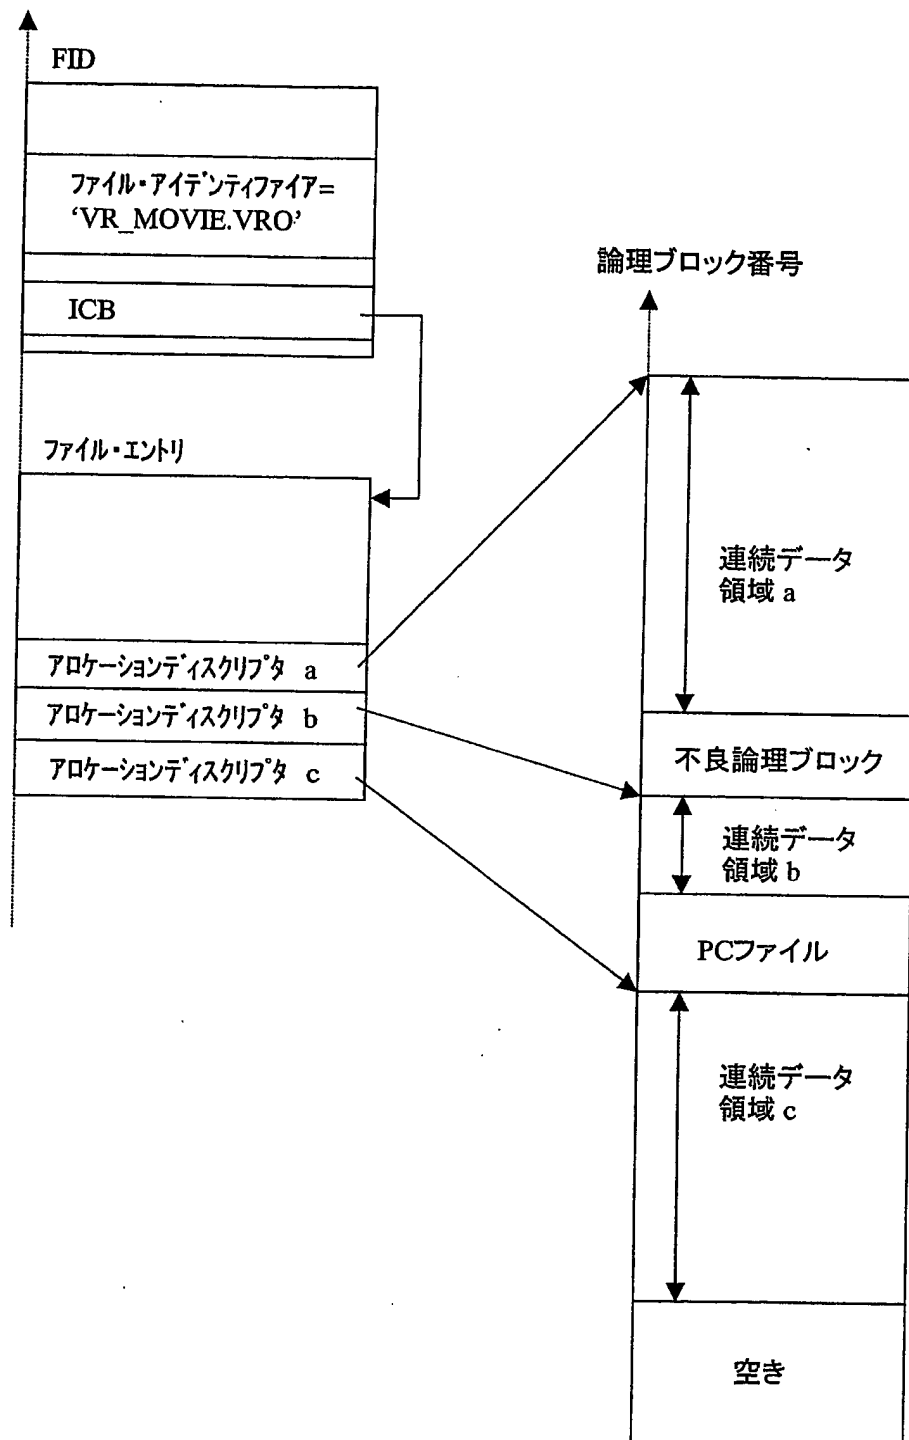 FID
ファイル・アイデンティファイア=
‘VR_MOVIE.VRO’
ICB
ファイル・エントリ
アロケーションディスクリプタ a
アロケーションディスクリプタ b
アロケーションディスクリプタ c
論理ブロック番号
連続データ
領域 a
不良論理ブロック
連続データ
領域 b
PCファイル
連続データ
領域 c
空き